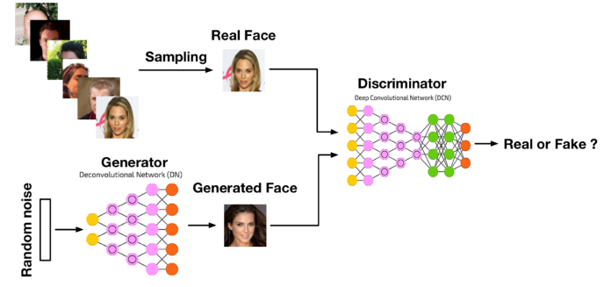 Real Face
Sampling
Discriminator
Deep Convolutional Network (DCN)
Real or Fake ?
Generator
Deconvolutional Network (DN)
Generated Face
Random noise